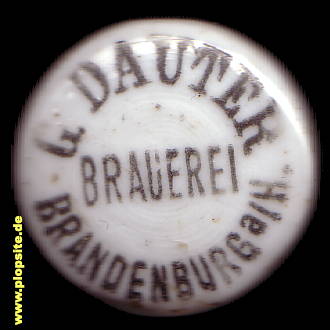 G. DAUTER
BRAUEREI
BRANDENBURG a/H.
www.plopsite.de